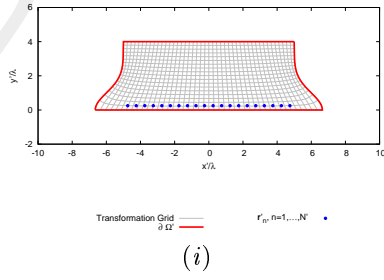 6
4
y'/λ
2
0
-2
-10 -8 -6 -4 -2 0 2 4 6 8 10
x'/λ
Transformation Grid
r'n, n=1,...,N'
∂ Ω'
(i)